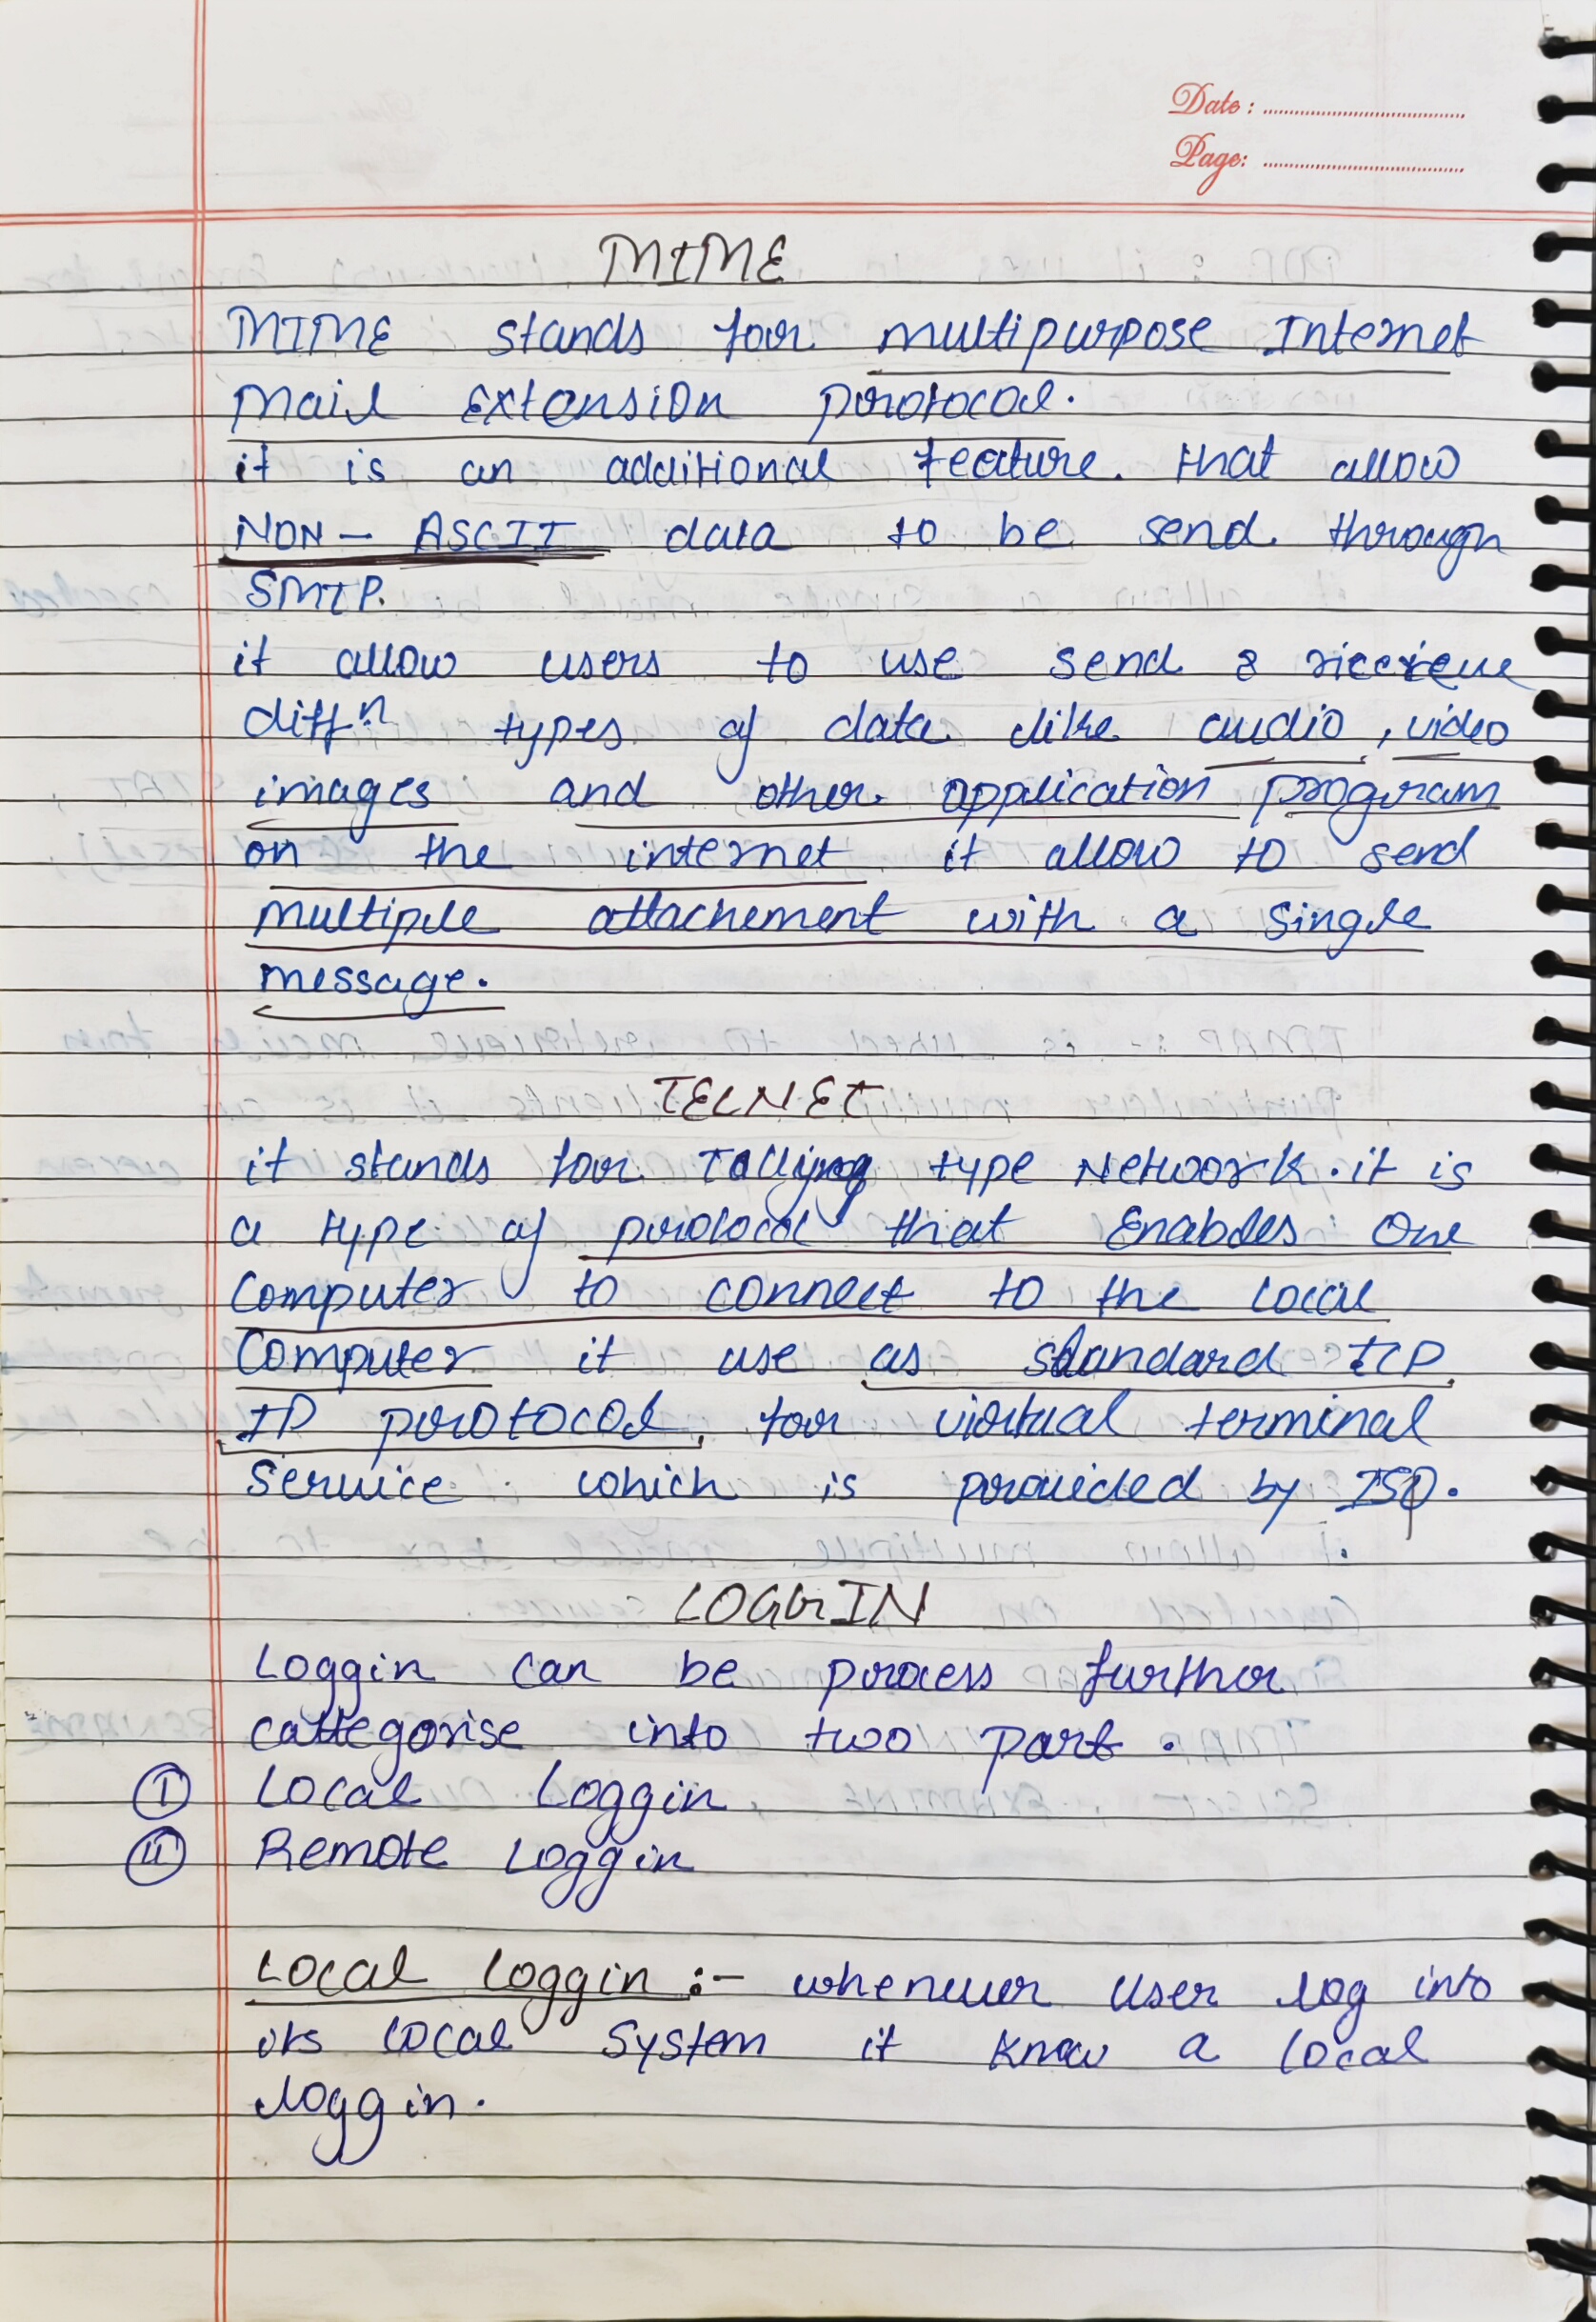 Date :
Page:
MIME
MIME stands for multipurpose Internet
Mail Extension protocol.
it is an additional feature. that allow
NON - ASCII data to be send through
SMTP.
it allow users to use send & receieve
diffⁿ types of data like audio, video
images and other application program
on the internet it allow to send
multiple attachement with a single
message.
TELNET
it stands for type Network. it is
a type of protocol that Enables One
Computer to connect to the local
Computer it use as standard TCP
IP protocol, for virtual terminal
Service which is provided by ISO.
LOGGIN
Loggin can be process further
cattegorise into two part.
I Local Loggin
II Remote Loggin
Local Loggin :- whenever User log into
its local System it know a local
loggin.